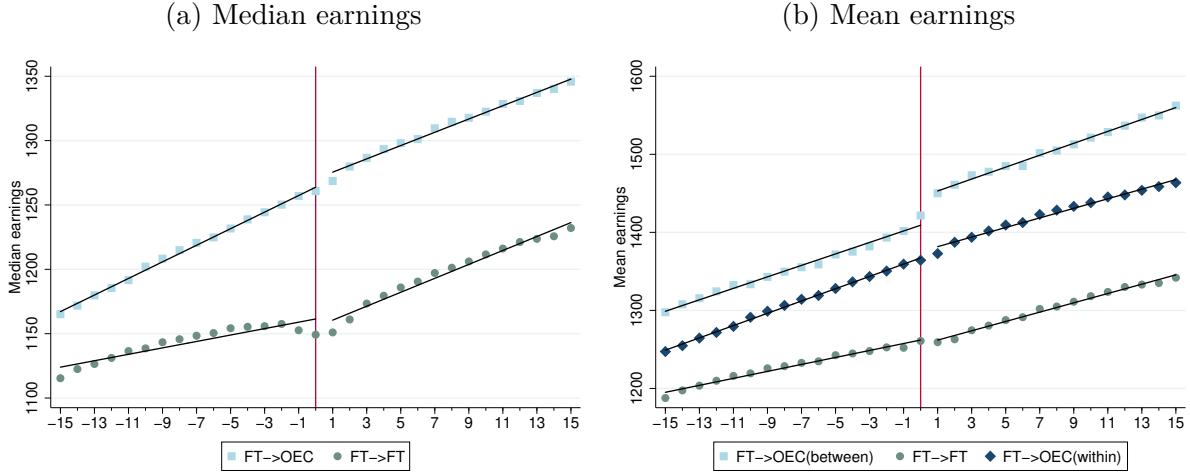 (a) Median earnings
Median earnings
1350
1300
1250
1200
1150
1100
−15 −13 −11 −9 −7 −5 −3 −1 1 3 5 7 9 11 13 15
FT−>OEC FT−>FT
(b) Mean earnings
Mean earnings
1600
1500
1400
1300
1200
−15 −13 −11 −9 −7 −5 −3 −1 1 3 5 7 9 11 13 15
FT−>OEC(between) FT−>FT FT−>OEC(within)